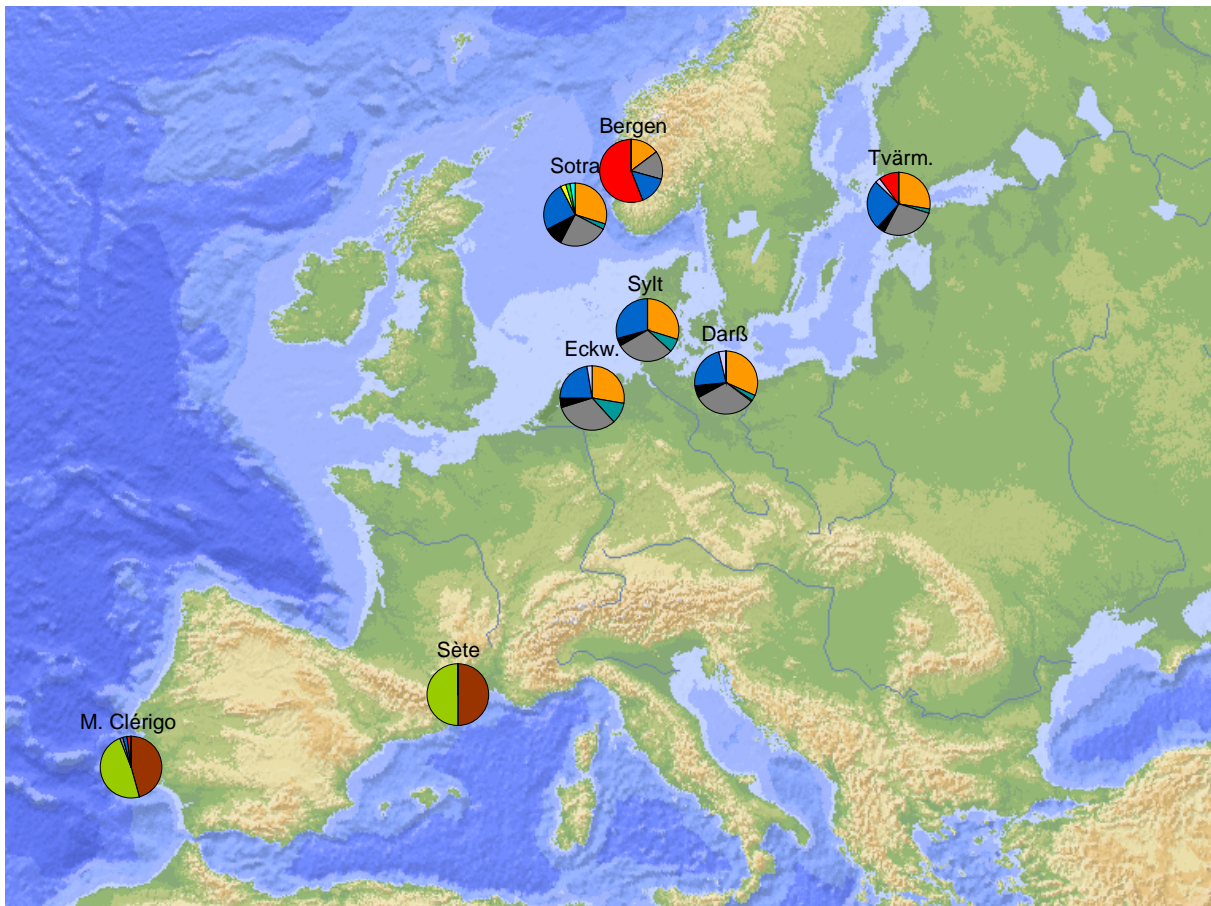 Bergen
Sotra
Tvärm.
Sylt
Darß
Eckw.
Sète
M. Clérigo